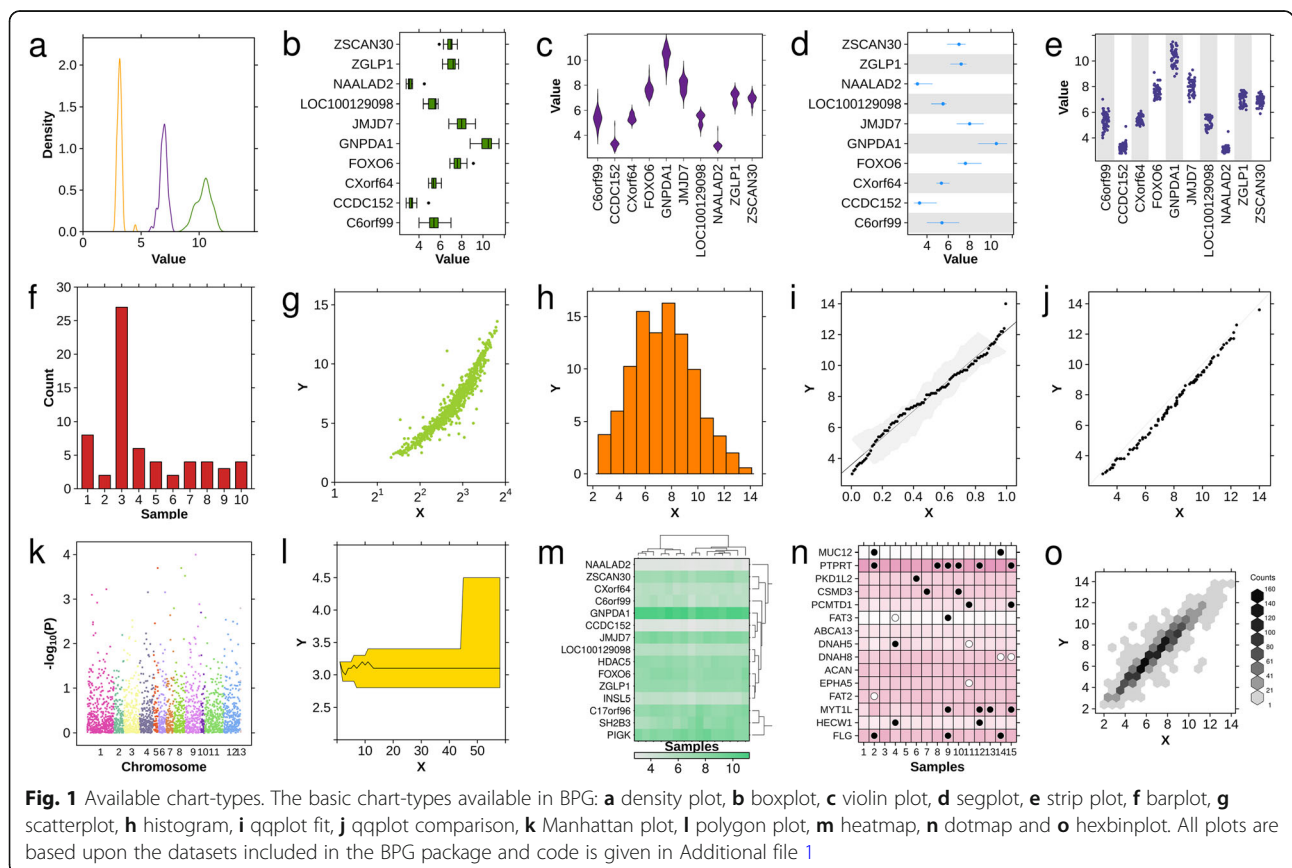 a
Density
2.0
1.5
1.0
0.5
0.0
0 5 10
Value
b
ZSCAN30
ZGLP1
NAALAD2
LOC100129098
JMJD7
GNPDA1
FOXO6
CXorf64
CCDC152
C6orf99
4 6 8 10
Value
c
Value
10
8
6
4
C6orf99
CCDC152
CXorf64
FOXO6
GNPDA1
JMJD7
LOC100129098
NAALAD2
ZGLP1
ZSCAN30
d
ZSCAN30
ZGLP1
NAALAD2
LOC100129098
JMJD7
GNPDA1
FOXO6
CXorf64
CCDC152
C6orf99
4 6 8 10
Value
e
Value
10
8
6
4
C6orf99
CCDC152
CXorf64
FOXO6
GNPDA1
JMJD7
LOC100129098
NAALAD2
ZGLP1
ZSCAN30
f
Count
30
25
20
15
10
5
0
1 2 3 4 5 6 7 8 9 10
Sample
g
Y
15
10
5
1 2¹ 2² 2³ 2⁴
X
h
Y
15
10
5
0
2 4 6 8 10 12 14
X
i
Y
14
12
10
8
6
4
0.0 0.2 0.4 0.6 0.8 1.0
X
j
Y
14
12
10
8
6
4
4 6 8 10 12 14
X
k
-log₁₀(P)
4
3
2
1
0
1 2 3 4 5 6 7 8 9 10 12 13
Chromosome
l
Y
4.5
4.0
3.5
3.0
2.5
10 20 30 40 50
X
m
NAALAD2
ZSCAN30
CXorf64
C6orf99
GNPDA1
CCDC152
JMJD7
LOC100129098
HDAC5
FOXO6
ZGLP1
INSL5
C17orf96
SH2B3
PIGK
Samples
4 6 8 10
n
MUC12
PTPRT
PKD1L2
CSMD3
PCMTD1
FAT3
ABCA13
DNAH5
DNAH8
ACAN
EPHA5
FAT2
MYT1L
HECW1
FLG
1 2 3 4 5 6 7 8 9 10 11 12 13 14 15
Samples
o
Y
14
12
10
8
6
4
2
2 4 6 8 10 12 14
X
Counts
160
140
120
100
80
61
41
21
1
Fig. 1 Available chart-types. The basic chart-types available in BPG: a density plot, b boxplot, c violin plot, d segplot, e strip plot, f barplot, g
scatterplot, h histogram, i qqplot fit, j qqplot comparison, k Manhattan plot, l polygon plot, m heatmap, n dotmap and o hexbinplot. All plots are
based upon the datasets included in the BPG package and code is given in Additional file 1